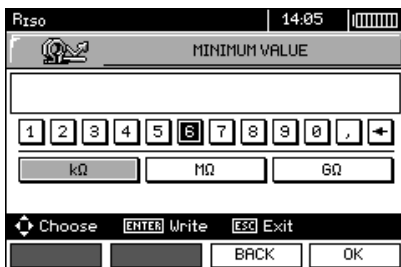 RISO 14:05
MINIMUM VALUE
1 2 3 4 5 6 7 8 9 0 ,
kΩ MΩ GΩ
Choose ENTER Write ESC Exit
BACK OK